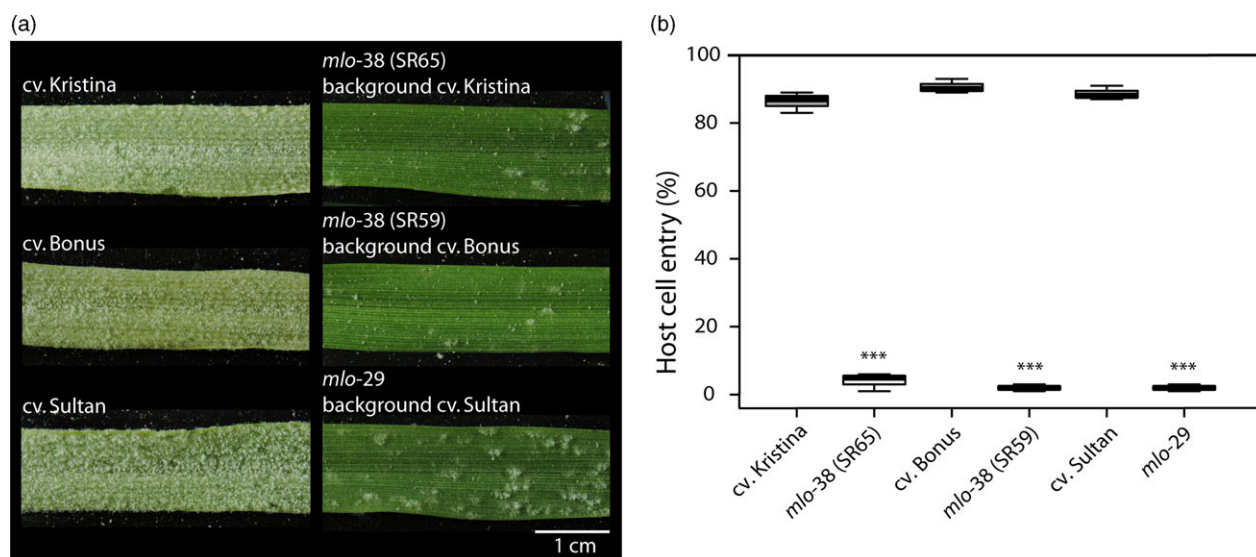 (a)
cv. Kristina
mlo-38 (SR65)
background cv. Kristina
cv. Bonus
mlo-38 (SR59)
background cv. Bonus
cv. Sultan
mlo-29
background cv. Sultan
1 cm
(b)
Host cell entry (%)
100
80
60
40
20
0
***
***
***
cv. Kristina
mlo-38 (SR65)
cv. Bonus
mlo-38 (SR59)
cv. Sultan
mlo-29